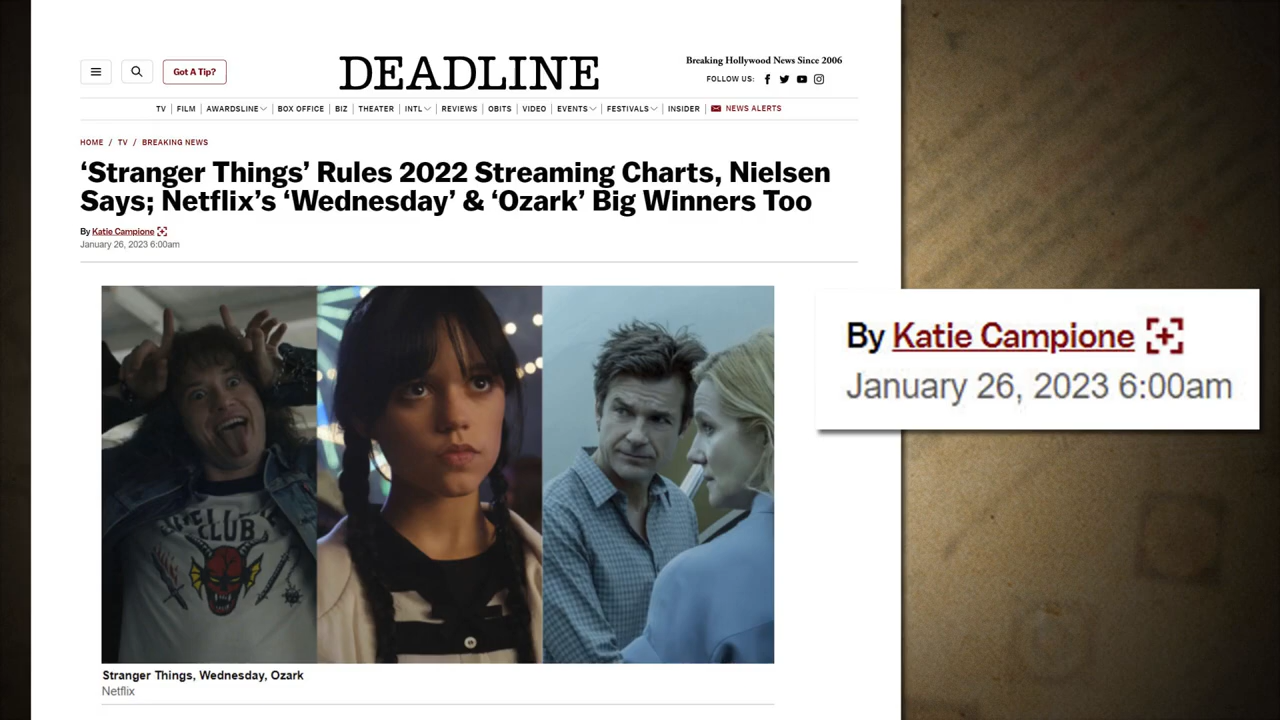 Got A Tip?
DEADLINE
Breaking Hollywood News Since 2006
FOLLOW US:
TV | FILM | AWARDSLINE | BOX OFFICE | BIZ | THEATER | INTL | REVIEWS | OBITS | VIDEO | EVENTS | FESTIVALS | INSIDER | NEWS ALERTS
HOME / TV / BREAKING NEWS
‘Stranger Things’ Rules 2022 Streaming Charts, Nielsen
Says; Netflix’s ‘Wednesday’ & ‘Ozark’ Big Winners Too
By Katie Campione
January 26, 2023 6:00am
By Katie Campione
January 26, 2023 6:00am
CLUB
Stranger Things, Wednesday, Ozark
Netflix